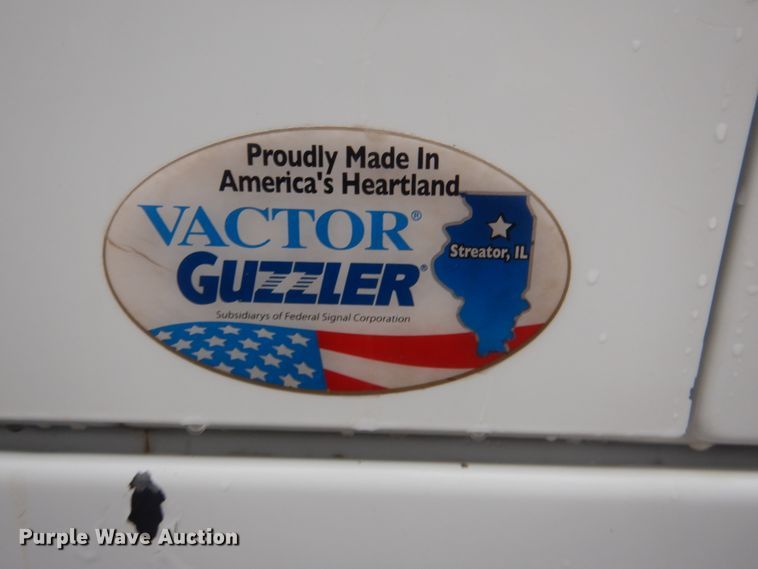 Proudly Made In
America's Heartland
VACTOR®
Streator, IL
GUZZLER®
Subsidiarys of Federal Signal Corporation
Purple Wave Auction